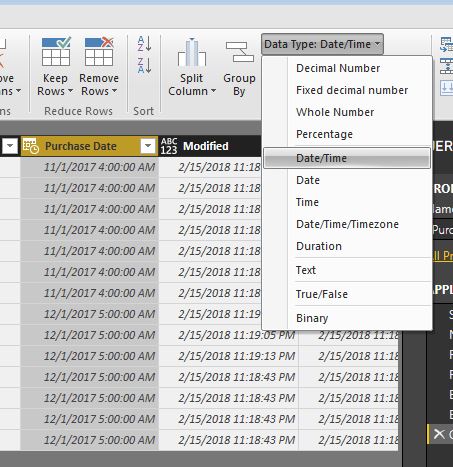 ove
Keep
Remove
Split
Group
Data Type: Date/Time
Rows
Rows
Column
By
Reduce Rows
Sort
Decimal Number
Fixed decimal number
Whole Number
Percentage
Date/Time
Date
Time
Date/Time/Timezone
Duration
Text
True/False
Binary
Purchase Date
ABC
123
Modified
11/1/2017 4:00:00 AM 2/15/2018 11:18
11/1/2017 4:00:00 AM 2/15/2018 11:18
11/1/2017 4:00:00 AM 2/15/2018 11:18
11/1/2017 4:00:00 AM 2/15/2018 11:18
11/1/2017 4:00:00 AM 2/15/2018 11:18
11/1/2017 4:00:00 AM 2/15/2018 11:18
11/1/2017 4:00:00 AM 2/15/2018 11:18
12/1/2017 5:00:00 AM 2/15/2018 11:18
12/1/2017 5:00:00 AM 2/15/2018 11:19:05 PM 2/15/2018 11:18
12/1/2017 5:00:00 AM 2/15/2018 11:19:13 PM 2/15/2018 11:18
12/1/2017 5:00:00 AM 2/15/2018 11:18:43 PM 2/15/2018 11:18
12/1/2017 5:00:00 AM 2/15/2018 11:18:43 PM 2/15/2018 11:18
12/1/2017 5:00:00 AM 2/15/2018 11:18:43 PM 2/15/2018 11:18
12/1/2017 5:00:00 AM 2/15/2018 11:18:43 PM 2/15/2018 11:18